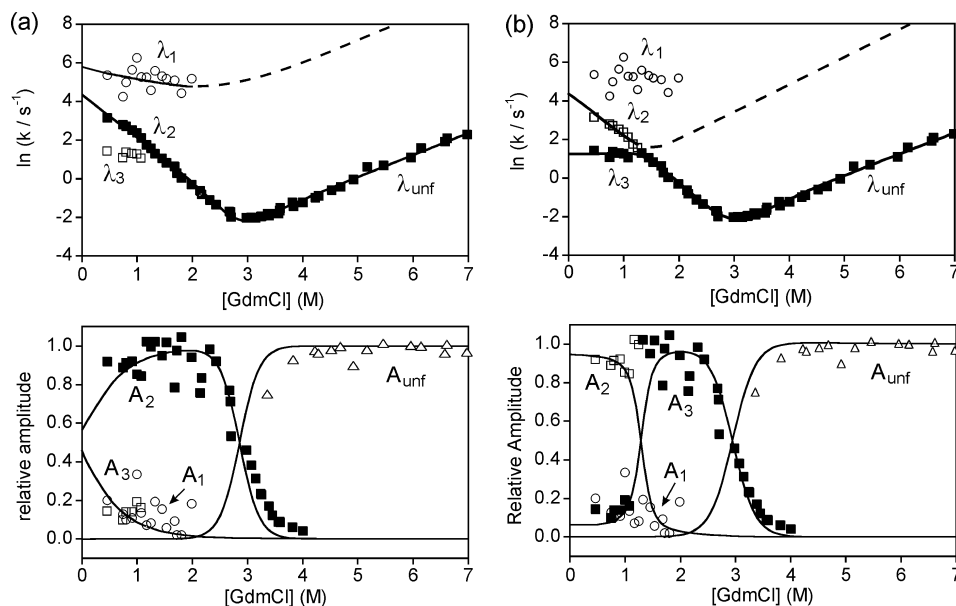 (a)
8
6
4
2
0
-2
-4
ln (k / s⁻¹)
λ₁
λ₂
λ₃
λunf
0 1 2 3 4 5 6 7
[GdmCl] (M)
(b)
8
6
4
2
0
-2
-4
ln (k / s⁻¹)
λ₁
λ₂
λ₃
λunf
0 1 2 3 4 5 6 7
[GdmCl] (M)
1.0
0.8
0.6
0.4
0.2
0.0
relative amplitude
A₂
A₃
A₁
Aunf
0 1 2 3 4 5 6 7
[GdmCl] (M)
1.0
0.8
0.6
0.4
0.2
0.0
Relative Amplitude
A₂
A₃
A₁
Aunf
0 1 2 3 4 5 6 7
[GdmCl] (M)